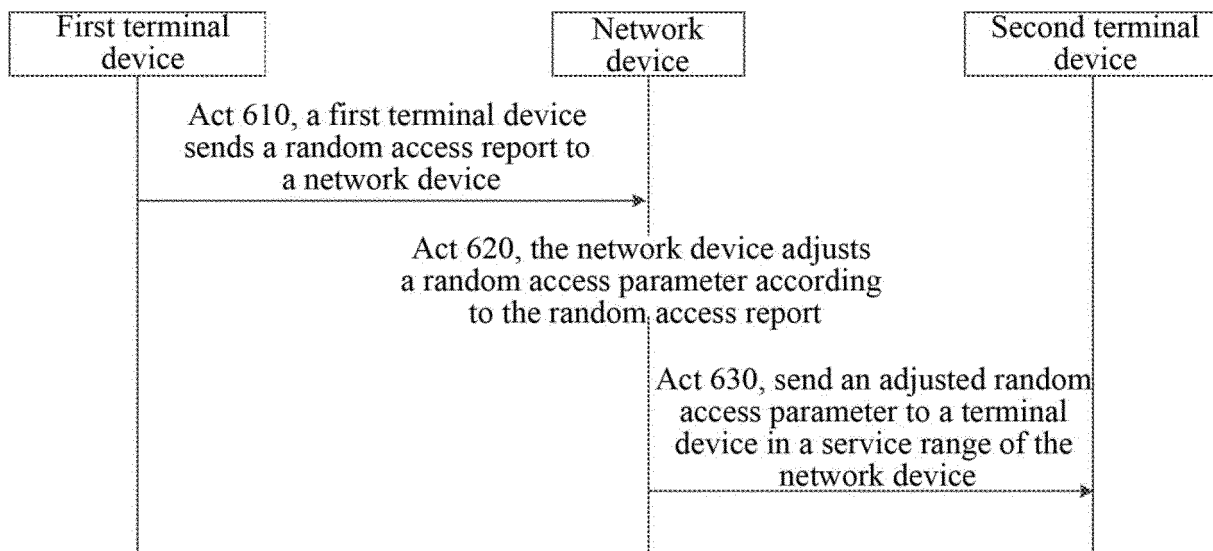 First terminal
device
Network
device
Second terminal
device
Act 610, a first terminal device
sends a random access report to
a network device
Act 620, the network device adjusts
a random access parameter according
to the random access report
Act 630, send an adjusted random
access parameter to a terminal
device in a service range of the
network device